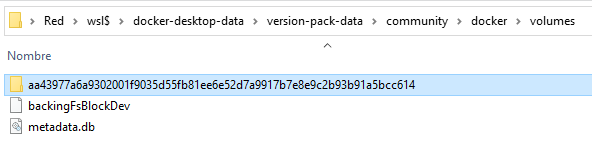 Red > wsl$ > docker-desktop-data > version-pack-data > community > docker > volumes
Nombre
aa43977a6a9302001f9035d55fb81ee6e52d7a9917b7e8e9c2b93b91a5bcc614
backingFsBlockDev
metadata.db